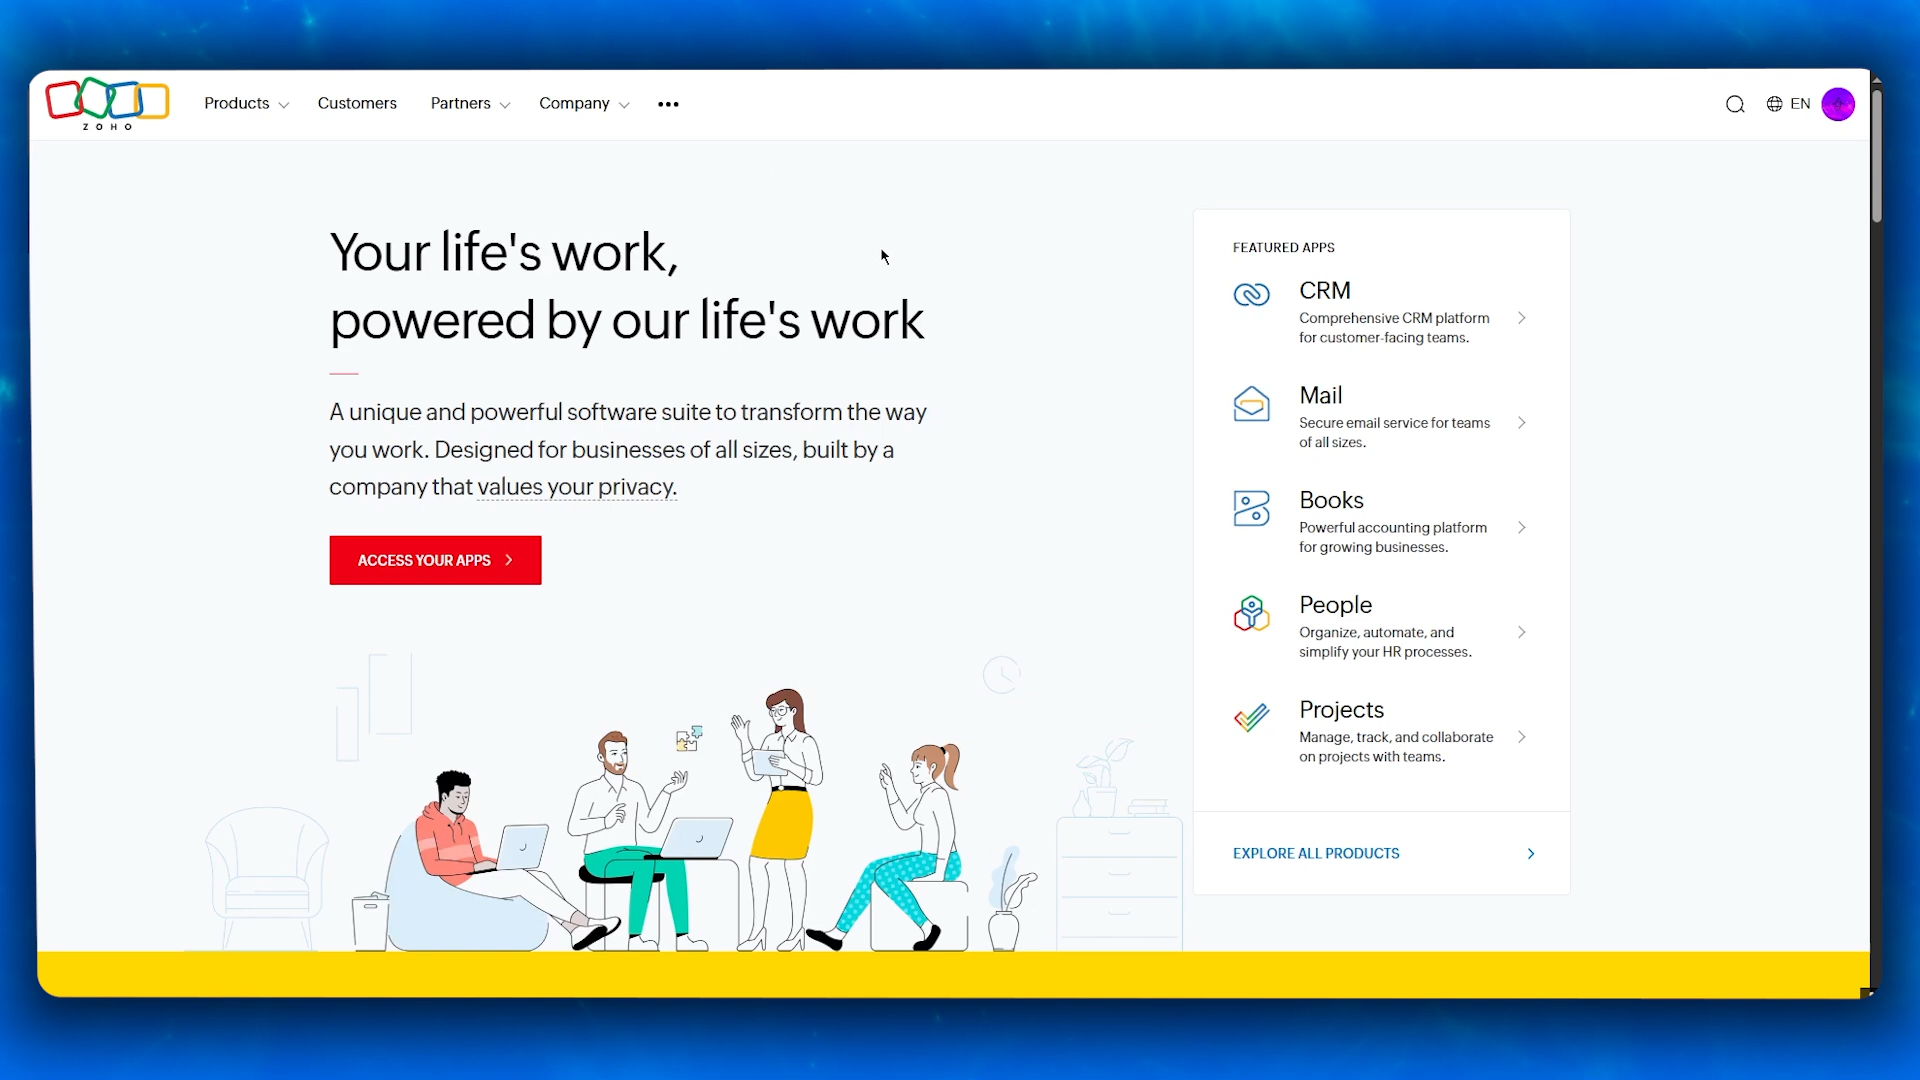 ZOHO
Products
Customers
Partners
Company
EN
Your life's work,
powered by our life's work
A unique and powerful software suite to transform the way
you work. Designed for businesses of all sizes, built by a
company that values your privacy.
ACCESS YOUR APPS
FEATURED APPS
CRM
Comprehensive CRM platform
for customer-facing teams.
Mail
Secure email service for teams
of all sizes.
Books
Powerful accounting platform
for growing businesses.
People
Organize, automate, and
simplify your HR processes.
Projects
Manage, track, and collaborate
on projects with teams.
EXPLORE ALL PRODUCTS